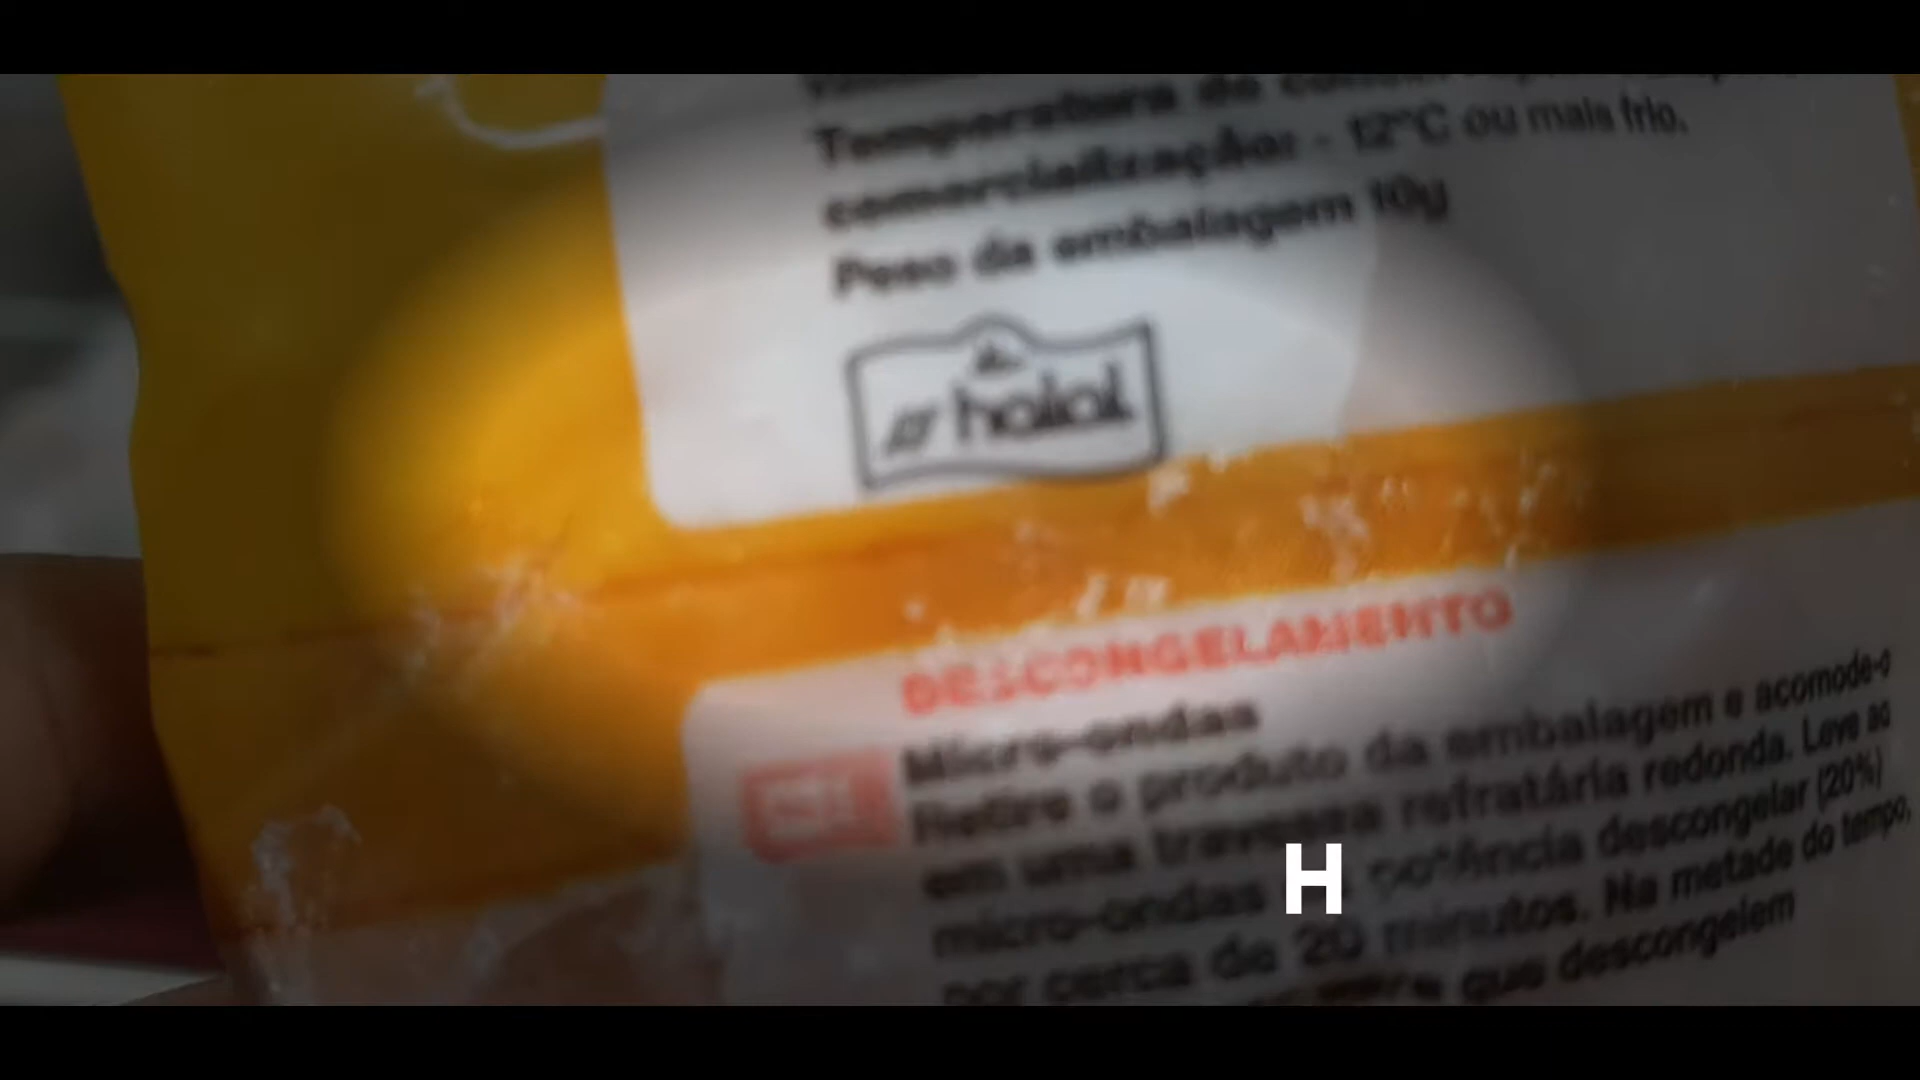 Temperatura de
comercialização: - 12°C ou mais frio.
Peso da embalagem 10g
halal
DESCONGELAMENTO
Micro-ondas
Retire o produto da embalagem e acomode-o
em uma travessa refratária redonda. Leve ao
micro-ondas potência descongelar (20%)
por cerca de 20 minutos. Na metade do tempo,
que descongelem
H